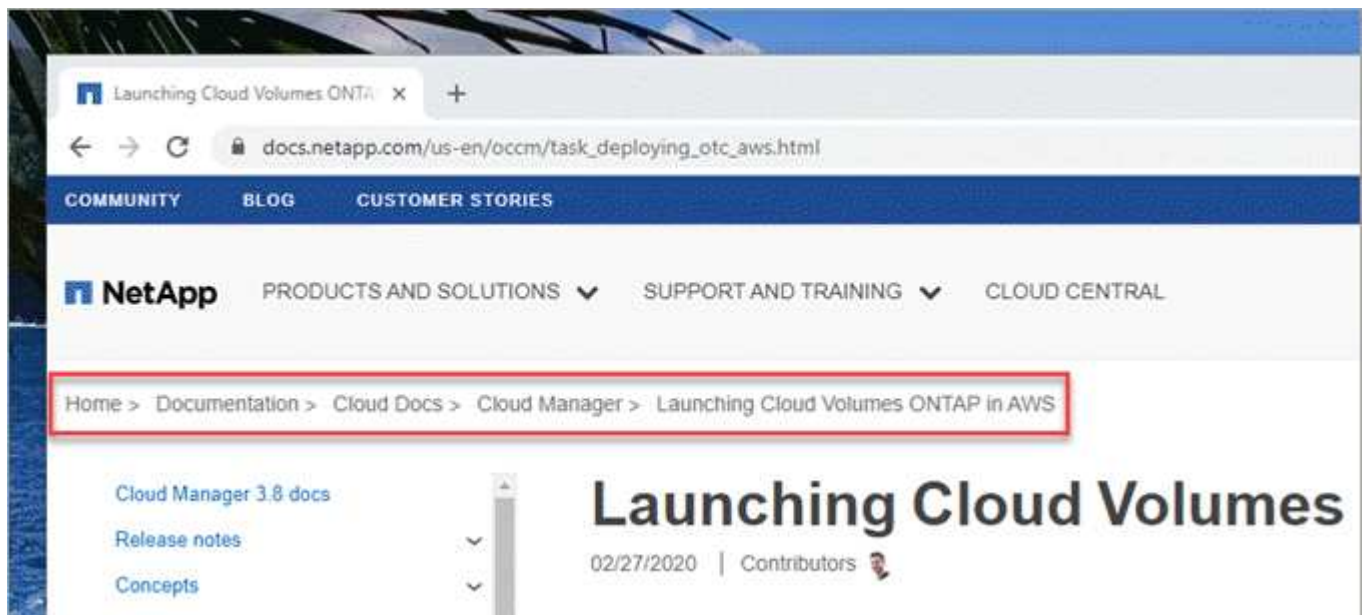 Launching Cloud Volumes ONTA
docs.netapp.com/us-en/occm/task_deploying_otc_aws.html
COMMUNITY BLOG CUSTOMER STORIES
NetApp PRODUCTS AND SOLUTIONS SUPPORT AND TRAINING CLOUD CENTRAL
Home > Documentation > Cloud Docs > Cloud Manager > Launching Cloud Volumes ONTAP in AWS
Cloud Manager 3.8 docs
Release notes
Concepts
Launching Cloud Volumes
02/27/2020 | Contributors